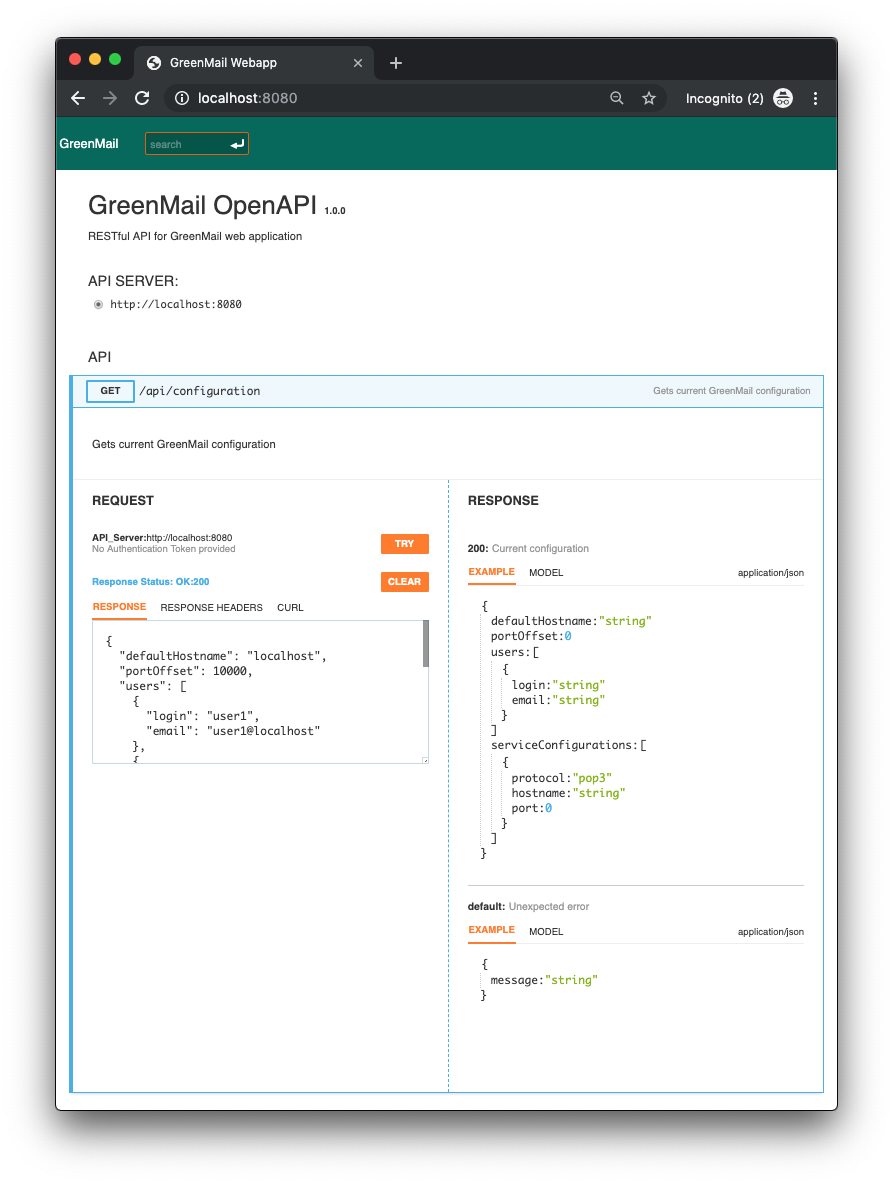 GreenMail Webapp
localhost:8080
Incognito (2)
GreenMail
search
GreenMail OpenAPI 1.0.0
RESTful API for GreenMail web application
API SERVER:
http://localhost:8080
API
GET /api/configuration Gets current GreenMail configuration
Gets current GreenMail configuration
REQUEST
API_Server:http://localhost:8080
No Authentication Token provided
TRY
Response Status: OK:200
CLEAR
RESPONSE RESPONSE HEADERS CURL
{
"defaultHostname": "localhost",
"portOffset": 10000,
"users": [
{
"login": "user1",
"email": "user1@localhost"
},
{
RESPONSE
200: Current configuration
EXAMPLE MODEL application/json
{
defaultHostname:"string"
portOffset:0
users:[
{
login:"string"
email:"string"
}
]
serviceConfigurations:[
{
protocol:"pop3"
hostname:"string"
port:0
}
]
}
default: Unexpected error
EXAMPLE MODEL application/json
{
message:"string"
}